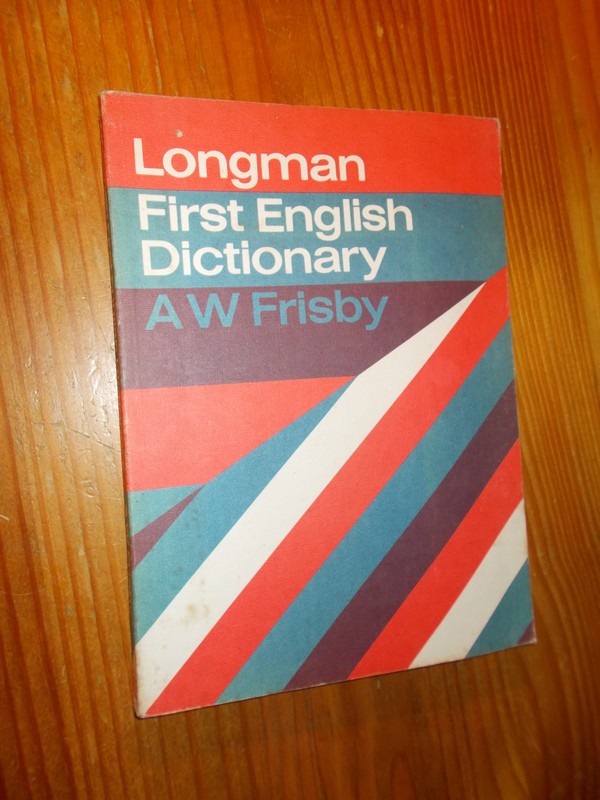 Longman
First English
Dictionary
A W Frisby